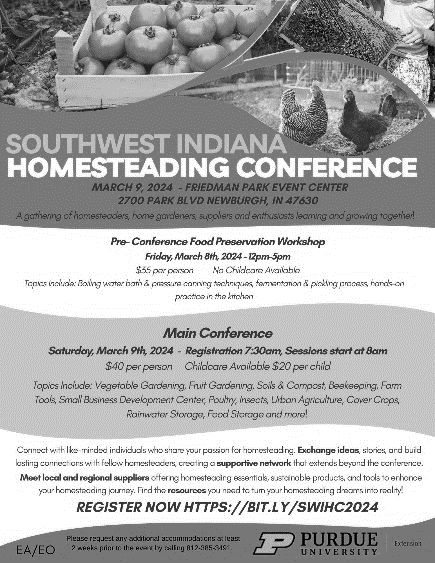 SOUTHWEST INDIANA
HOMESTEADING CONFERENCE
MARCH 9, 2024 - FRIEDMAN PARK EVENT CENTER
2700 PARK BLVD NEWBURGH, IN 47630
A gathering of homesteaders, home gardeners, suppliers and enthusiasts learning and growing together!
Pre- Conference Food Preservation Workshop
Friday, March 8th, 2024 - 12pm-5pm
$55 per person No Childcare Available
Topics Include: Boiling water bath & pressure canning techniques, fermentation & pickling process, hands-on
practice in the kitchen
Main Conference
Saturday, March 9th, 2024 - Registration 7:30am, Sessions start at 8am
$40 per person Childcare Available $20 per child
Topics Include: Vegetable Gardening, Fruit Gardening, Soils & Compost, Beekeeping, Farm
Tools, Small Business Development Center, Poultry, Insects, Urban Agriculture, Cover Crops,
Rainwater Storage, Food Storage and more!
Connect with like-minded individuals who share your passion for homesteading. Exchange ideas, stories, and build
lasting connections with fellow homesteaders, creating a supportive network that extends beyond the conference.
Meet local and regional suppliers offering homesteading essentials, sustainable products, and tools to enhance
your homesteading journey. Find the resources you need to turn your homesteading dreams into reality!
REGISTER NOW HTTPS://BIT.LY/SWIHC2024
EA/EO
Please request any additional accommodations at least
2 weeks prior to the event by calling 812-385-3491.
P PURDUE
UNIVERSITY
Extension